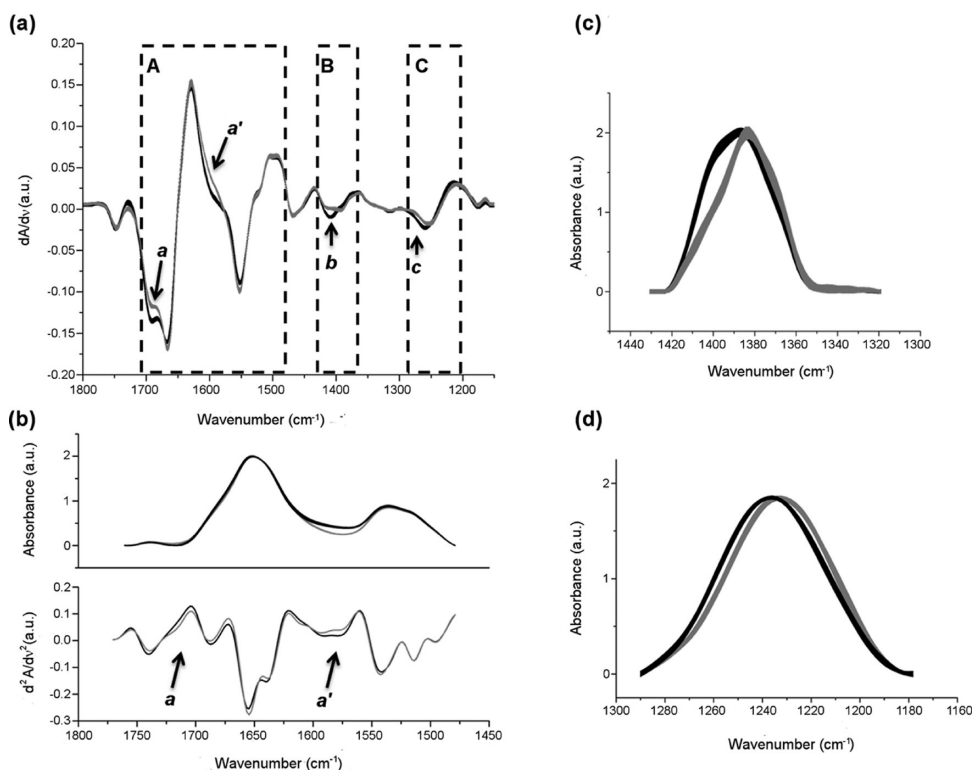 (a)
A
B
C
a
a'
b
c
dA/dν (a.u.)
0.20
0.15
0.10
0.05
0.00
-0.05
-0.10
-0.15
-0.20
1800 1700 1600 1500 1400 1300 1200
Wavenumber (cm⁻¹)
(b)
Absorbance (a.u.)
2
1
0
d²A/dν² (a.u.)
0.2
0.1
0.0
-0.1
-0.2
-0.3
a
a'
1800 1750 1700 1650 1600 1550 1500 1450
Wavenumber (cm⁻¹)
(c)
Absorbance (a.u.)
2
1
0
1440 1420 1400 1380 1360 1340 1320 1300
Wavenumber (cm⁻¹)
(d)
Absorbance (a.u.)
2
1
0
1300 1280 1260 1240 1220 1200 1180 1160
Wavenumber (cm⁻¹)